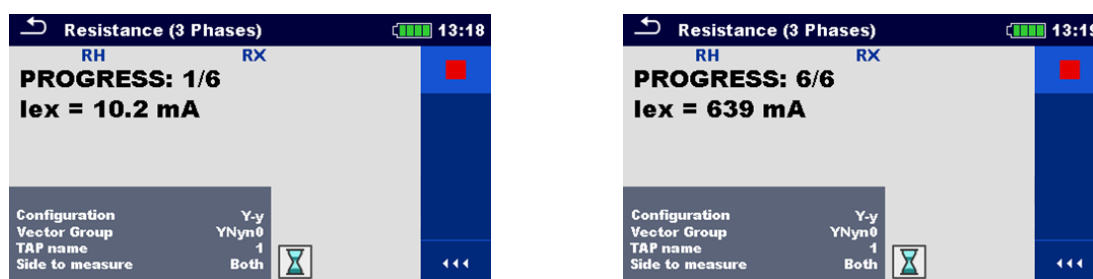 Resistance (3 Phases) 13:18
RH RX
PROGRESS: 1/6
Iex = 10.2 mA
Configuration Y-y
Vector Group YNyn0
TAP name 1
Side to measure Both
Resistance (3 Phases) 13:19
RH RX
PROGRESS: 6/6
Iex = 639 mA
Configuration Y-y
Vector Group YNyn0
TAP name 1
Side to measure Both